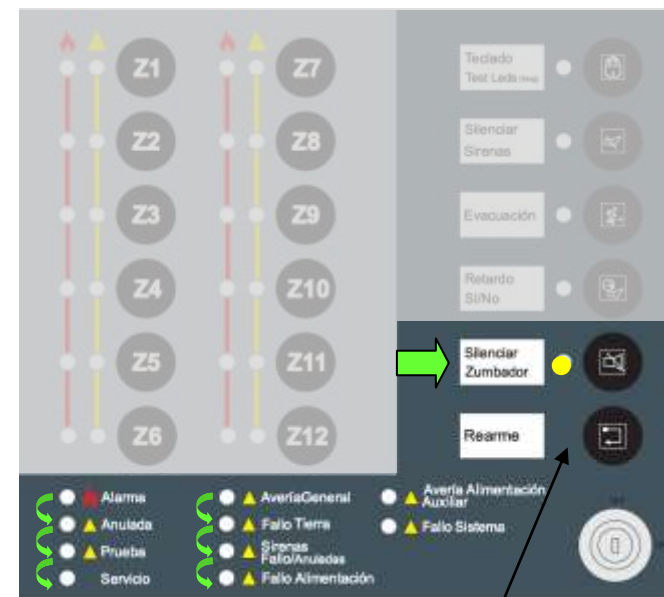 Z1
Z7
Teclado
Test Leds
Z2
Z8
Silenciar
Sirenas
Z3
Z9
Evacuación
Z4
Z10
Retardo
Sí/No
Z5
Z11
Silenciar
Zumbador
Z6
Z12
Rearme
Alarma
Anulada
Prueba
Servicio
AveríaGeneral
Fallo Tierra
Sirenas
Fallo/Anuladas
Fallo Alimentación
Avería Alimentación
Auxiliar
Fallo Sistema